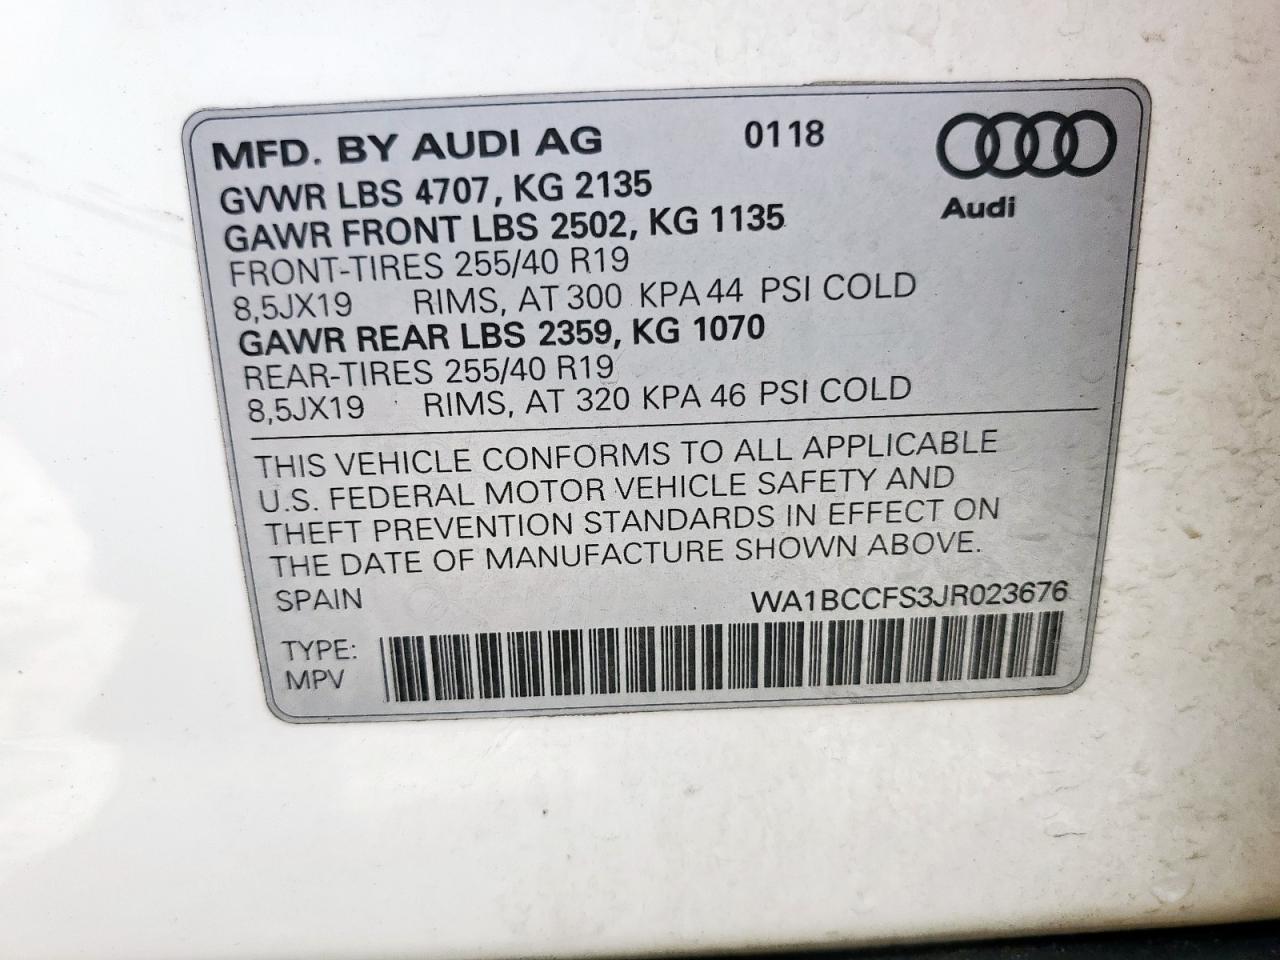 MFD. BY AUDI AG 0118
Audi
GVWR LBS 4707, KG 2135
GAWR FRONT LBS 2502, KG 1135
FRONT-TIRES 255/40 R19
8,5JX19 RIMS, AT 300 KPA 44 PSI COLD
GAWR REAR LBS 2359, KG 1070
REAR-TIRES 255/40 R19
8,5JX19 RIMS, AT 320 KPA 46 PSI COLD
THIS VEHICLE CONFORMS TO ALL APPLICABLE
U.S. FEDERAL MOTOR VEHICLE SAFETY AND
THEFT PREVENTION STANDARDS IN EFFECT ON
THE DATE OF MANUFACTURE SHOWN ABOVE.
SPAIN WA1BCCFS3JR023676
TYPE:
MPV